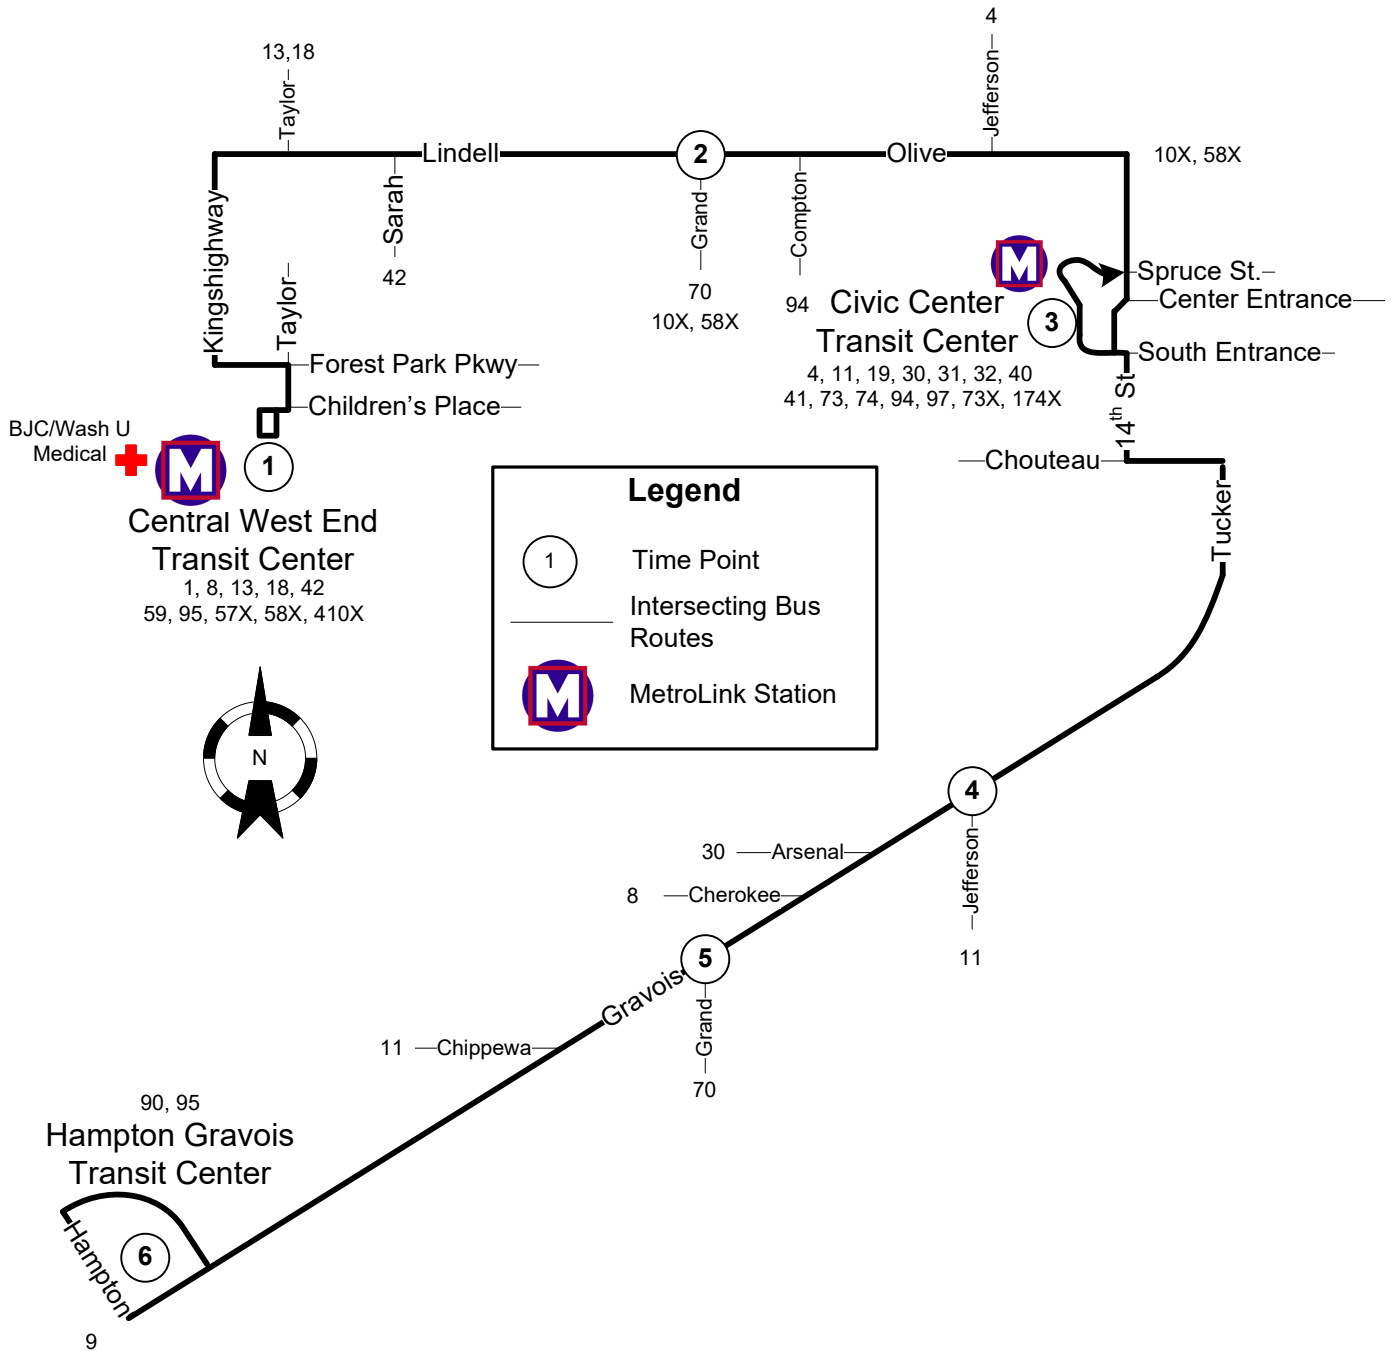 4
13,18
Taylor
Jefferson
Lindell
2
Olive
10X, 58X
Kingshighway
Sarah
Grand
Compton
42
70
10X, 58X
94
Taylor
M
Spruce St.
Center Entrance
Civic Center
Transit Center
3
4, 11, 19, 30, 31, 32, 40
41, 73, 74, 94, 97, 73X, 174X
South Entrance
14th St
Forest Park Pkwy
Children's Place
BJC/Wash U
Medical
M
1
Central West End
Transit Center
1, 8, 13, 18, 42
59, 95, 57X, 58X, 410X
Chouteau
Tucker
Legend
1
Time Point
Intersecting Bus
Routes
M
MetroLink Station
N
4
30
Arsenal
Jefferson
8
Cherokee
11
5
Gravois
Grand
11
Chippewa
70
90, 95
Hampton Gravois
Transit Center
Hampton
6
9